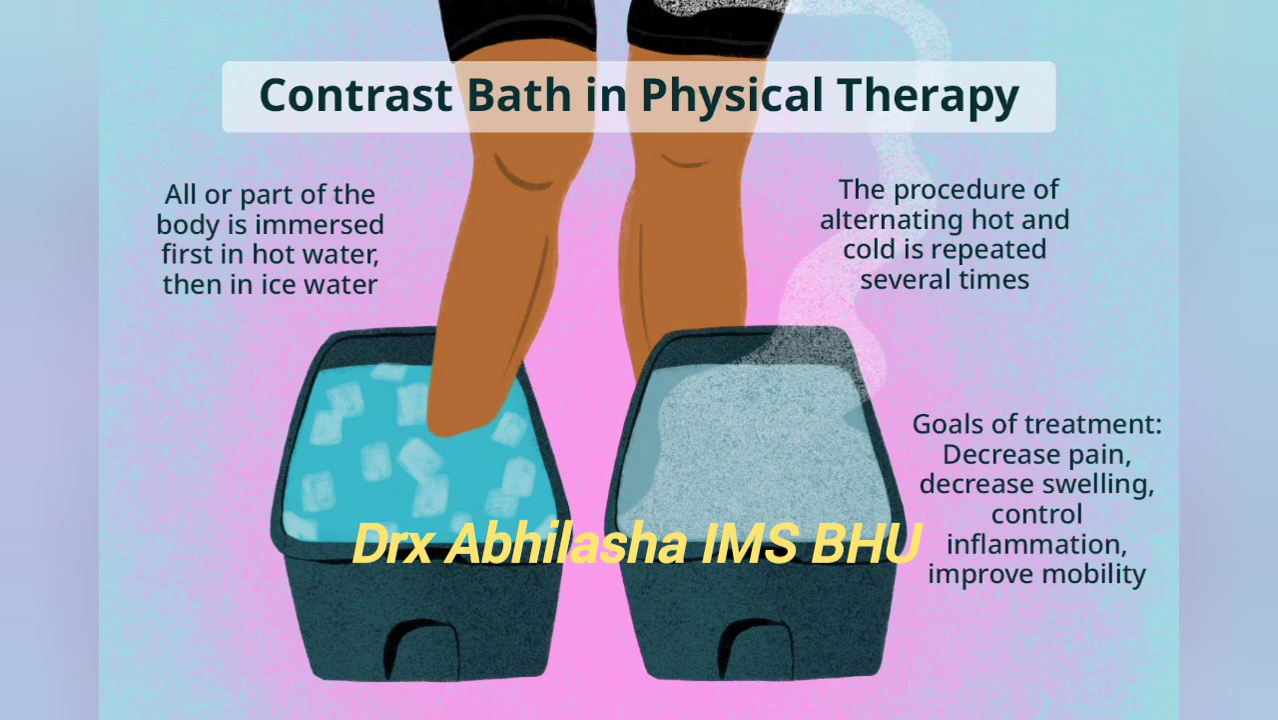 Contrast Bath in Physical Therapy
All or part of the
body is immersed
first in hot water,
then in ice water
The procedure of
alternating hot and
cold is repeated
several times
Goals of treatment:
Decrease pain,
decrease swelling,
control
inflammation,
improve mobility
Drx Abhilasha IMS BHU